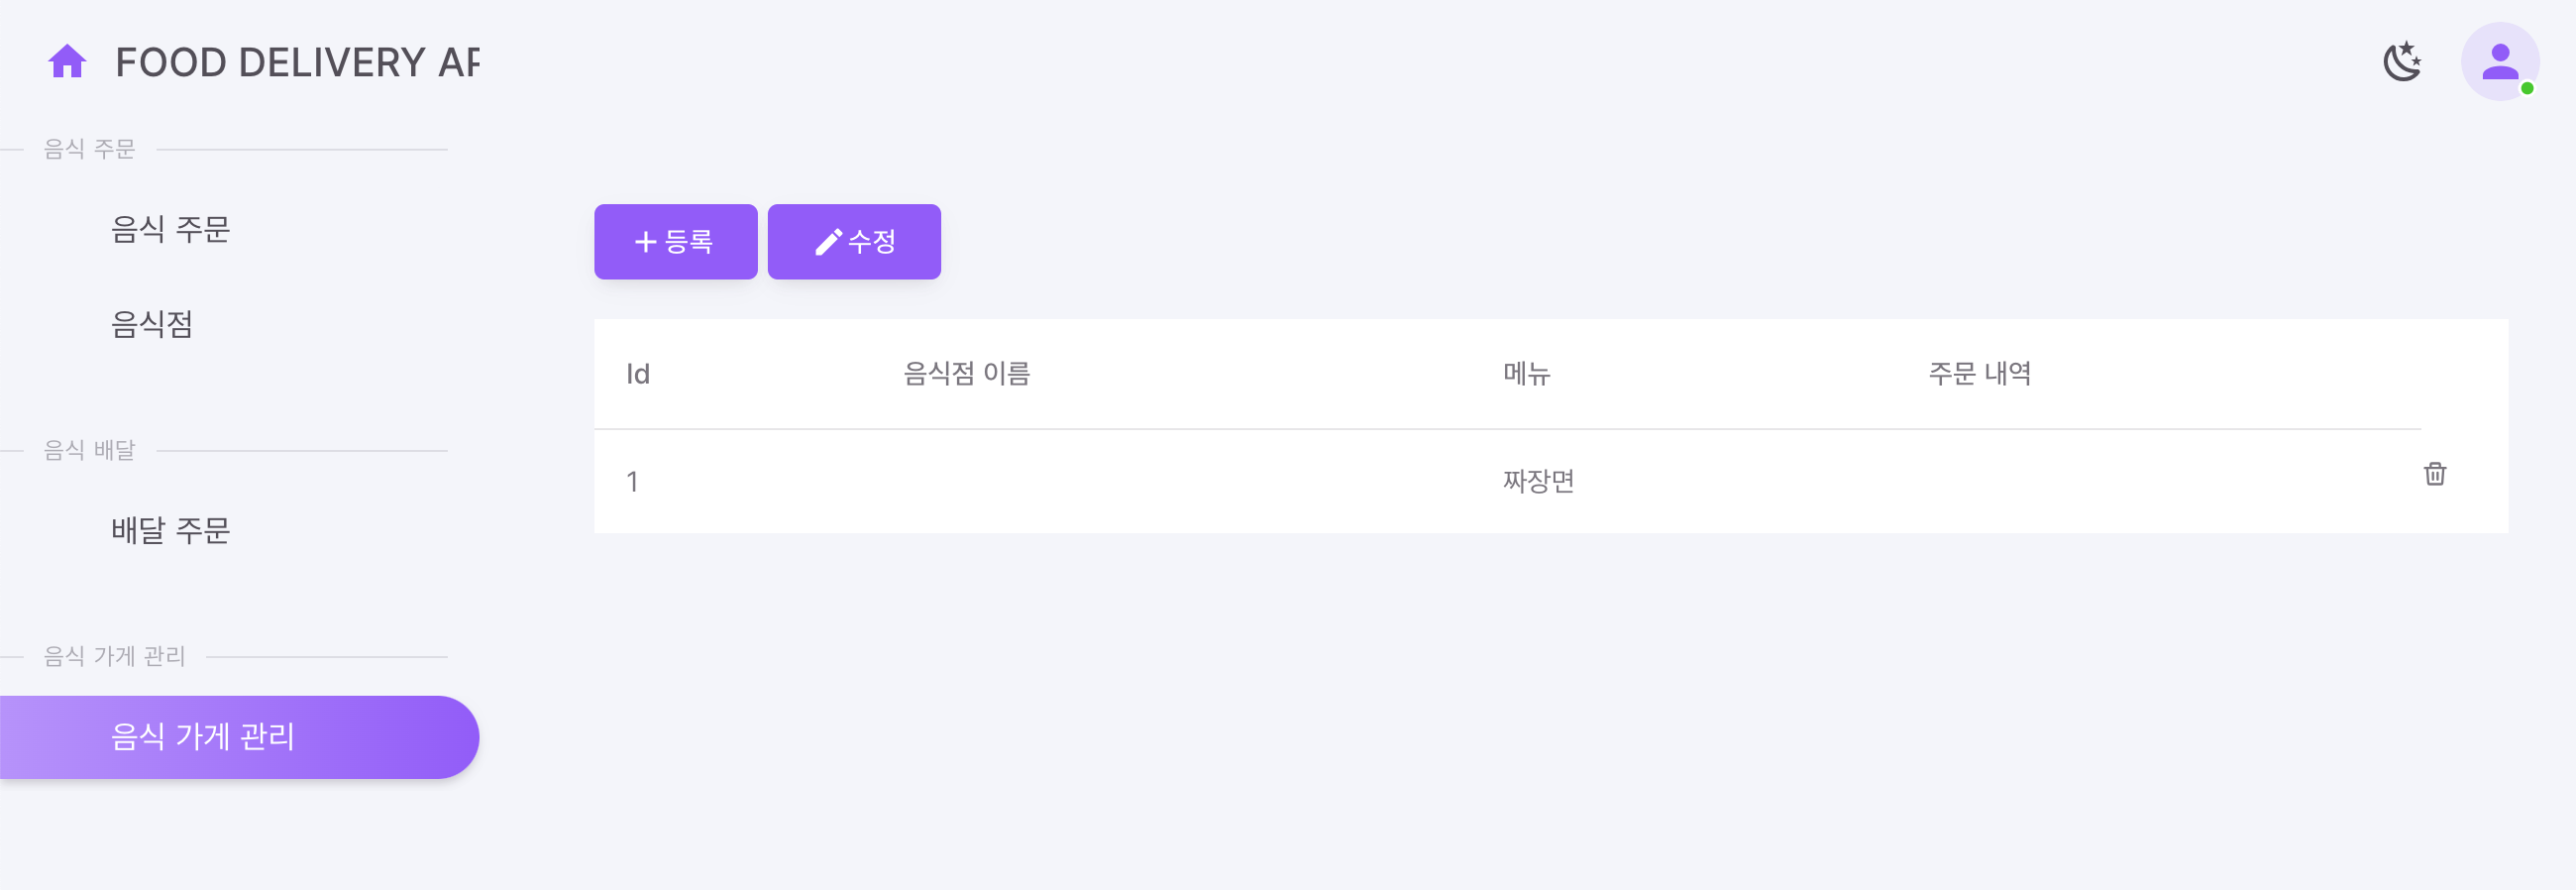 FOOD DELIVERY AP
음식 주문
음식 주문
음식점
음식 배달
배달 주문
음식 가게 관리
음식 가게 관리
등록 수정
Id 음식점 이름 메뉴 주문 내역
1 짜장면